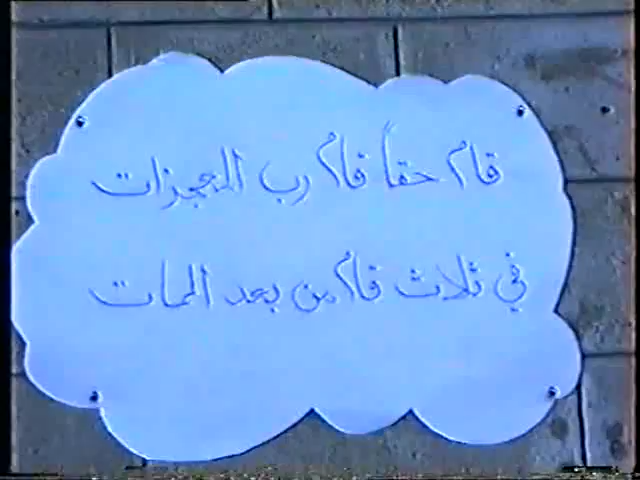 قام حقاً قام رب المعجزات
في ثلاث قام من بعد الممات